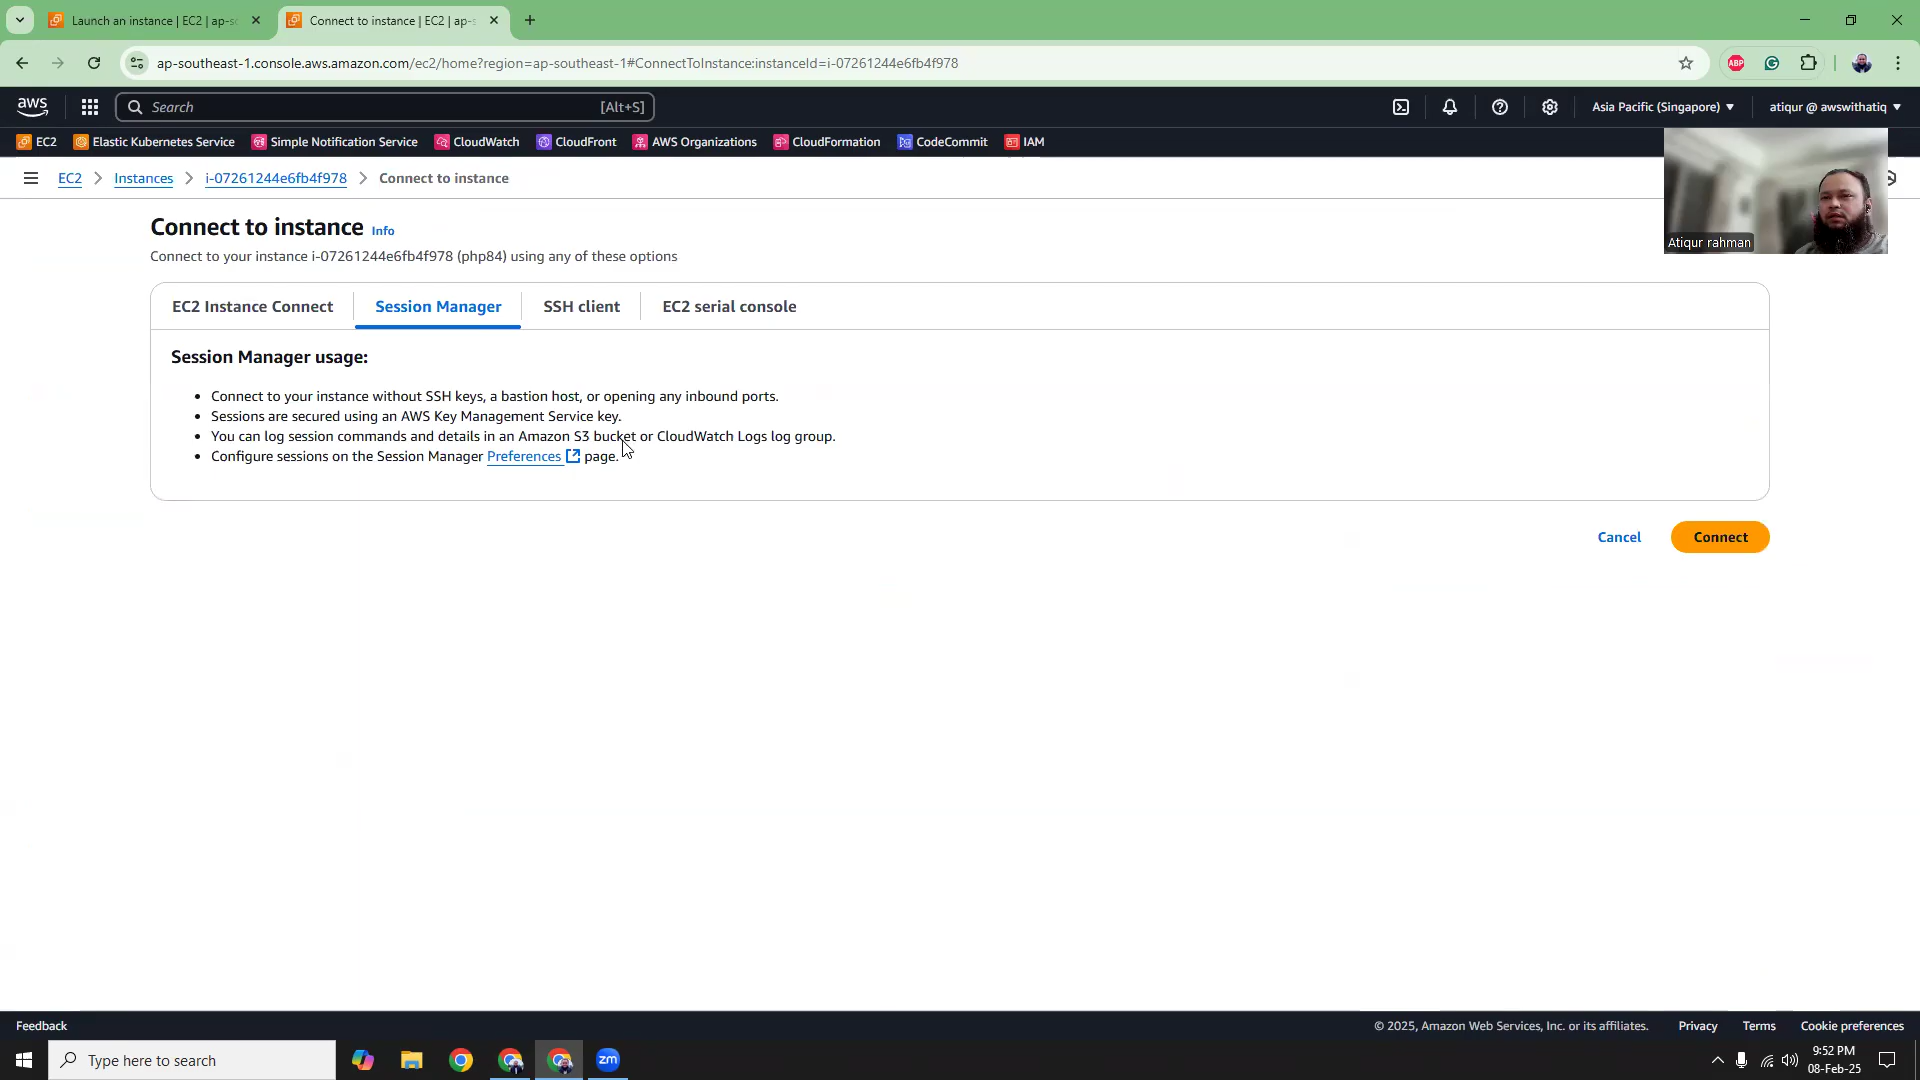 Launch an instance | EC2 | ap-so
Connect to instance | EC2 | ap-s
ap-southeast-1.console.aws.amazon.com/ec2/home?region=ap-southeast-1#ConnectToInstance:instanceId=i-07261244e6fb4f978
ABP
aws
Search
[Alt+S]
Asia Pacific (Singapore)
atiqur @ awswithatiq
EC2
Elastic Kubernetes Service
Simple Notification Service
CloudWatch
CloudFront
AWS Organizations
CloudFormation
CodeCommit
IAM
EC2 > Instances > i-07261244e6fb4f978 > Connect to instance
Atiqur rahman
Connect to instance Info
Connect to your instance i-07261244e6fb4f978 (php84) using any of these options
EC2 Instance Connect
Session Manager
SSH client
EC2 serial console
Session Manager usage:
• Connect to your instance without SSH keys, a bastion host, or opening any inbound ports.
• Sessions are secured using an AWS Key Management Service key.
• You can log session commands and details in an Amazon S3 bucket or CloudWatch Logs log group.
• Configure sessions on the Session Manager Preferences page.
Cancel
Connect
Feedback
© 2025, Amazon Web Services, Inc. or its affiliates.
Privacy
Terms
Cookie preferences
Type here to search
zm
9:52 PM
08-Feb-25